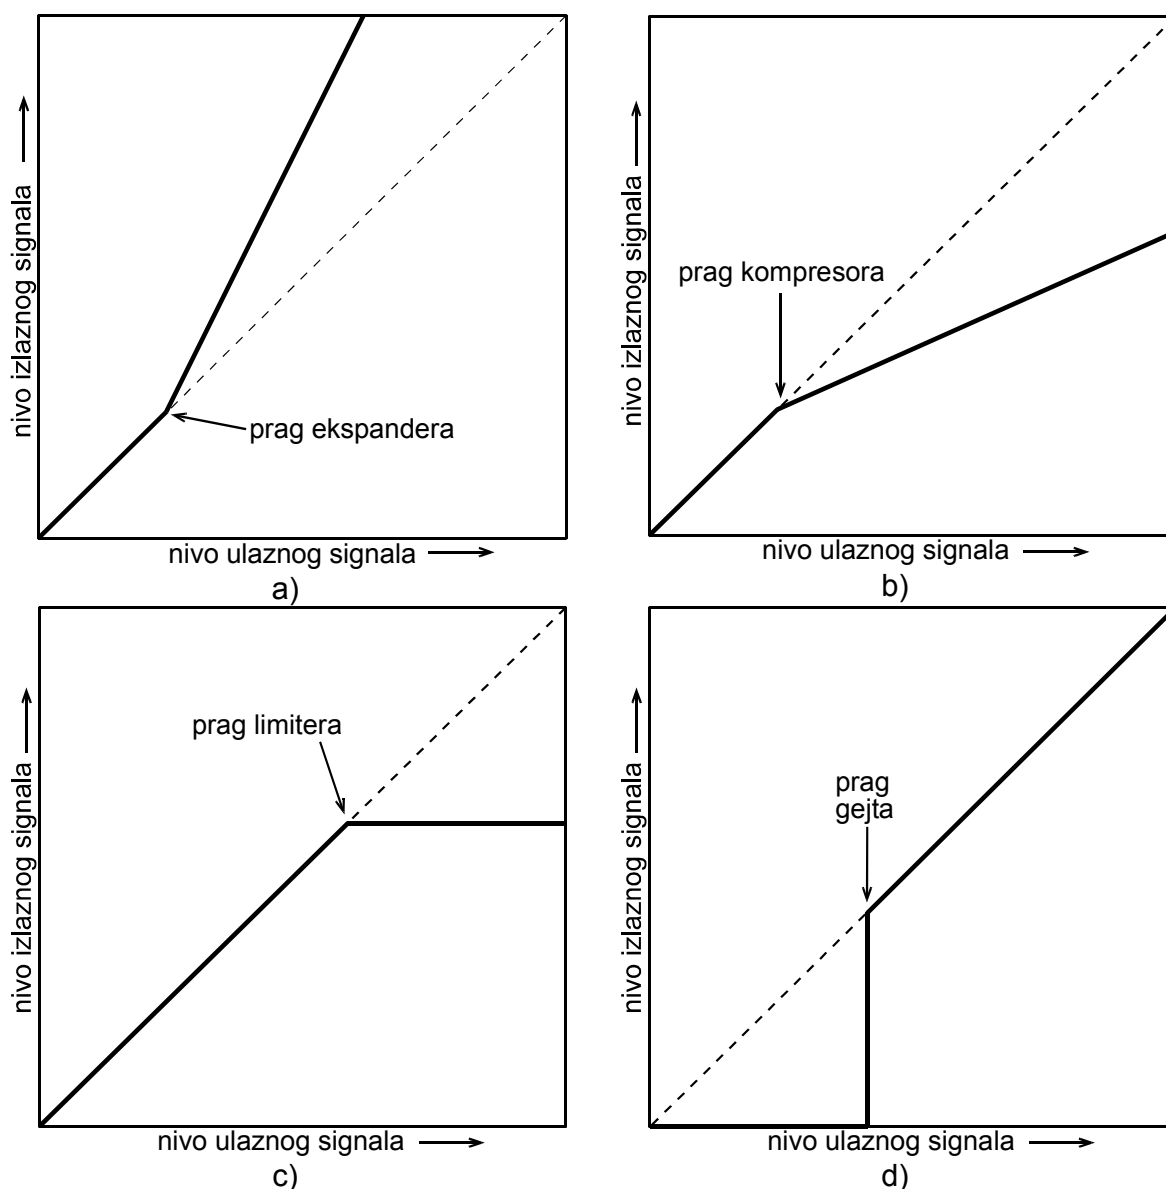 nivo izlaznog signala
prag ekspandera
nivo ulaznog signala
a)
nivo izlaznog signala
prag kompresora
nivo ulaznog signala
b)
nivo izlaznog signala
prag limitera
nivo ulaznog signala
c)
nivo izlaznog signala
prag
gejta
nivo ulaznog signala
d)